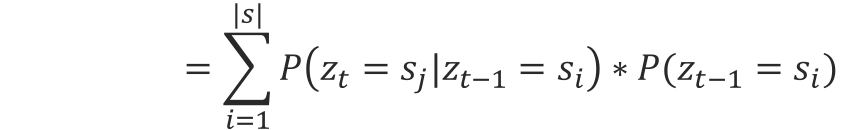 = \sum_{i=1}^{|s|} P(z_t = s_j | z_{t-1} = s_i) * P(z_{t-1} = s_i)